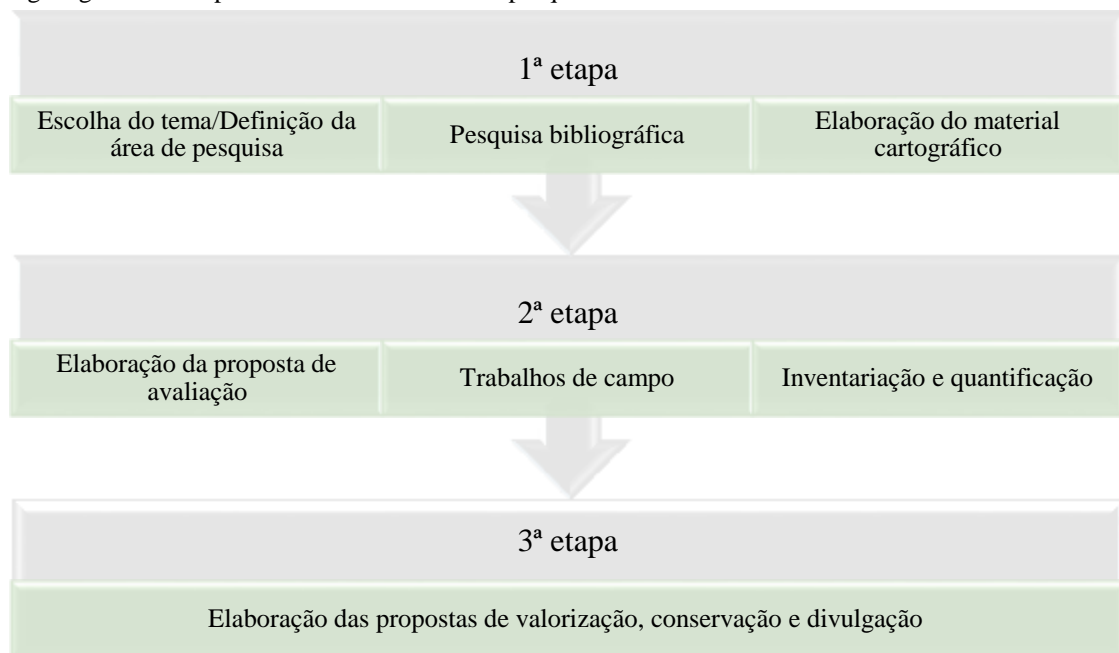 1ª etapa
Escolha do tema/Definição da
área de pesquisa
Pesquisa bibliográfica
Elaboração do material
cartográfico
2ª etapa
Elaboração da proposta de
avaliação
Trabalhos de campo
Inventariação e quantificação
3ª etapa
Elaboração das propostas de valorização, conservação e divulgação